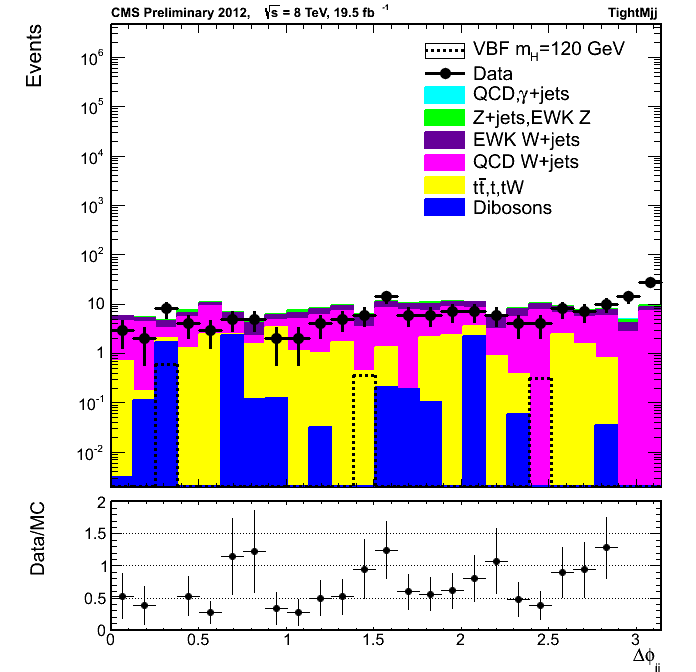 CMS Preliminary 2012, √s = 8 TeV, 19.5 fb⁻¹ TightMjj
Events
10⁶
10⁵
10⁴
10³
10²
10
1
10⁻¹
10⁻²
VBF m_H=120 GeV
Data
QCD,γ+jets
Z+jets,EWK Z
EWK W+jets
QCD W+jets
tt̄,t,tW
Dibosons
Data/MC
2
1.5
1
0.5
0
0 0.5 1 1.5 2 2.5 3
Δϕ_jj